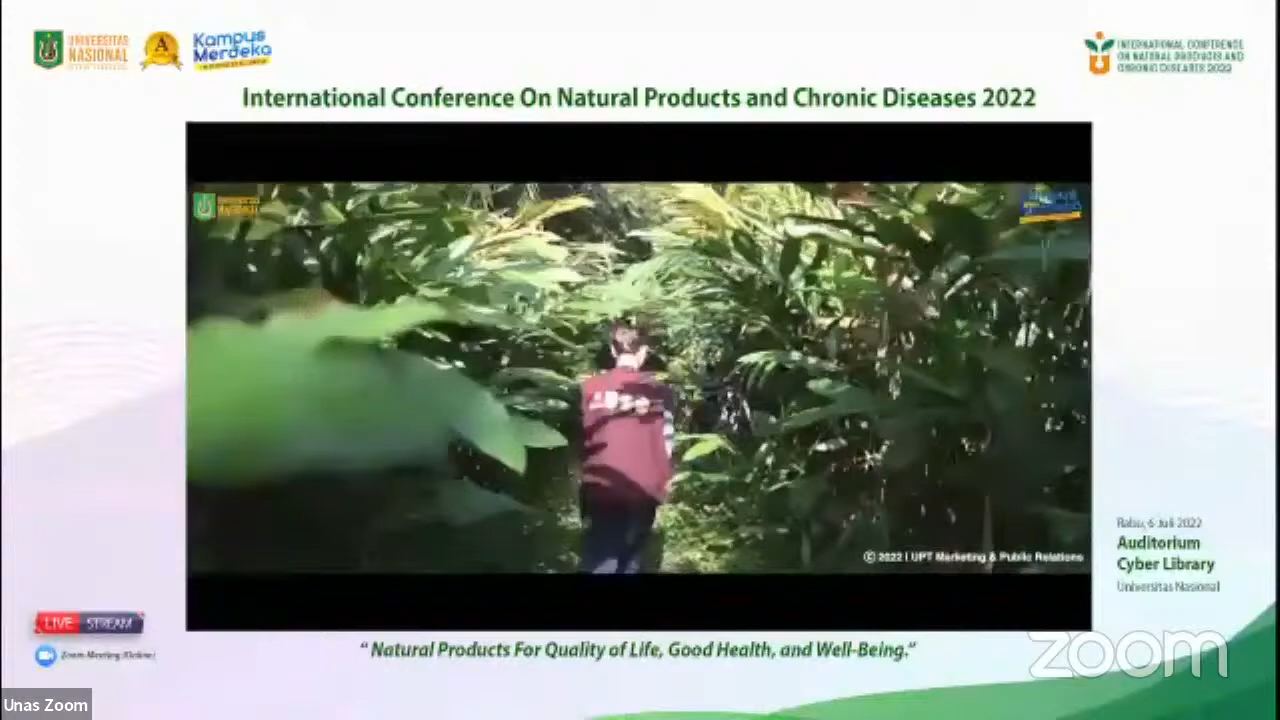 UNIVERSITAS
NASIONAL
A
Kampus
Merdeka
INTERNATIONAL CONFERENCE
ON NATURAL PRODUCTS AND
CHRONIC DISEASES 2022
International Conference On Natural Products and Chronic Diseases 2022
© 2022 | UPT Marketing & Public Relations
Rabu, 6 Juli 2022
Auditorium
Cyber Library
Universitas Nasional
LIVE STREAM
Zoom Meeting (Online)
“ Natural Products For Quality of Life, Good Health, and Well-Being.”
zoom
Unas Zoom